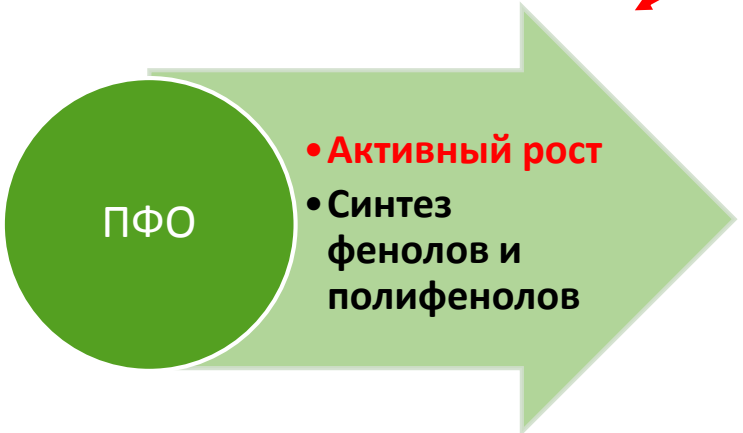 ПФО
•Активный рост
•Синтез
фенолов и
полифенолов